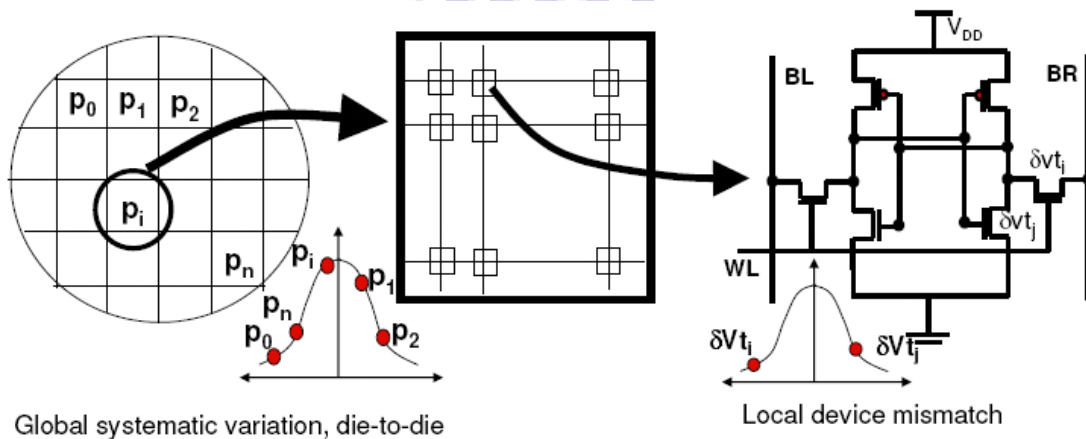 p0 p1 p2
pi
pn
pi
p1
pn
p0
p2
VDD
BL
BR
δvti
δvtj
WL
δVti
δVtj
Global systematic variation, die-to-die
Local device mismatch